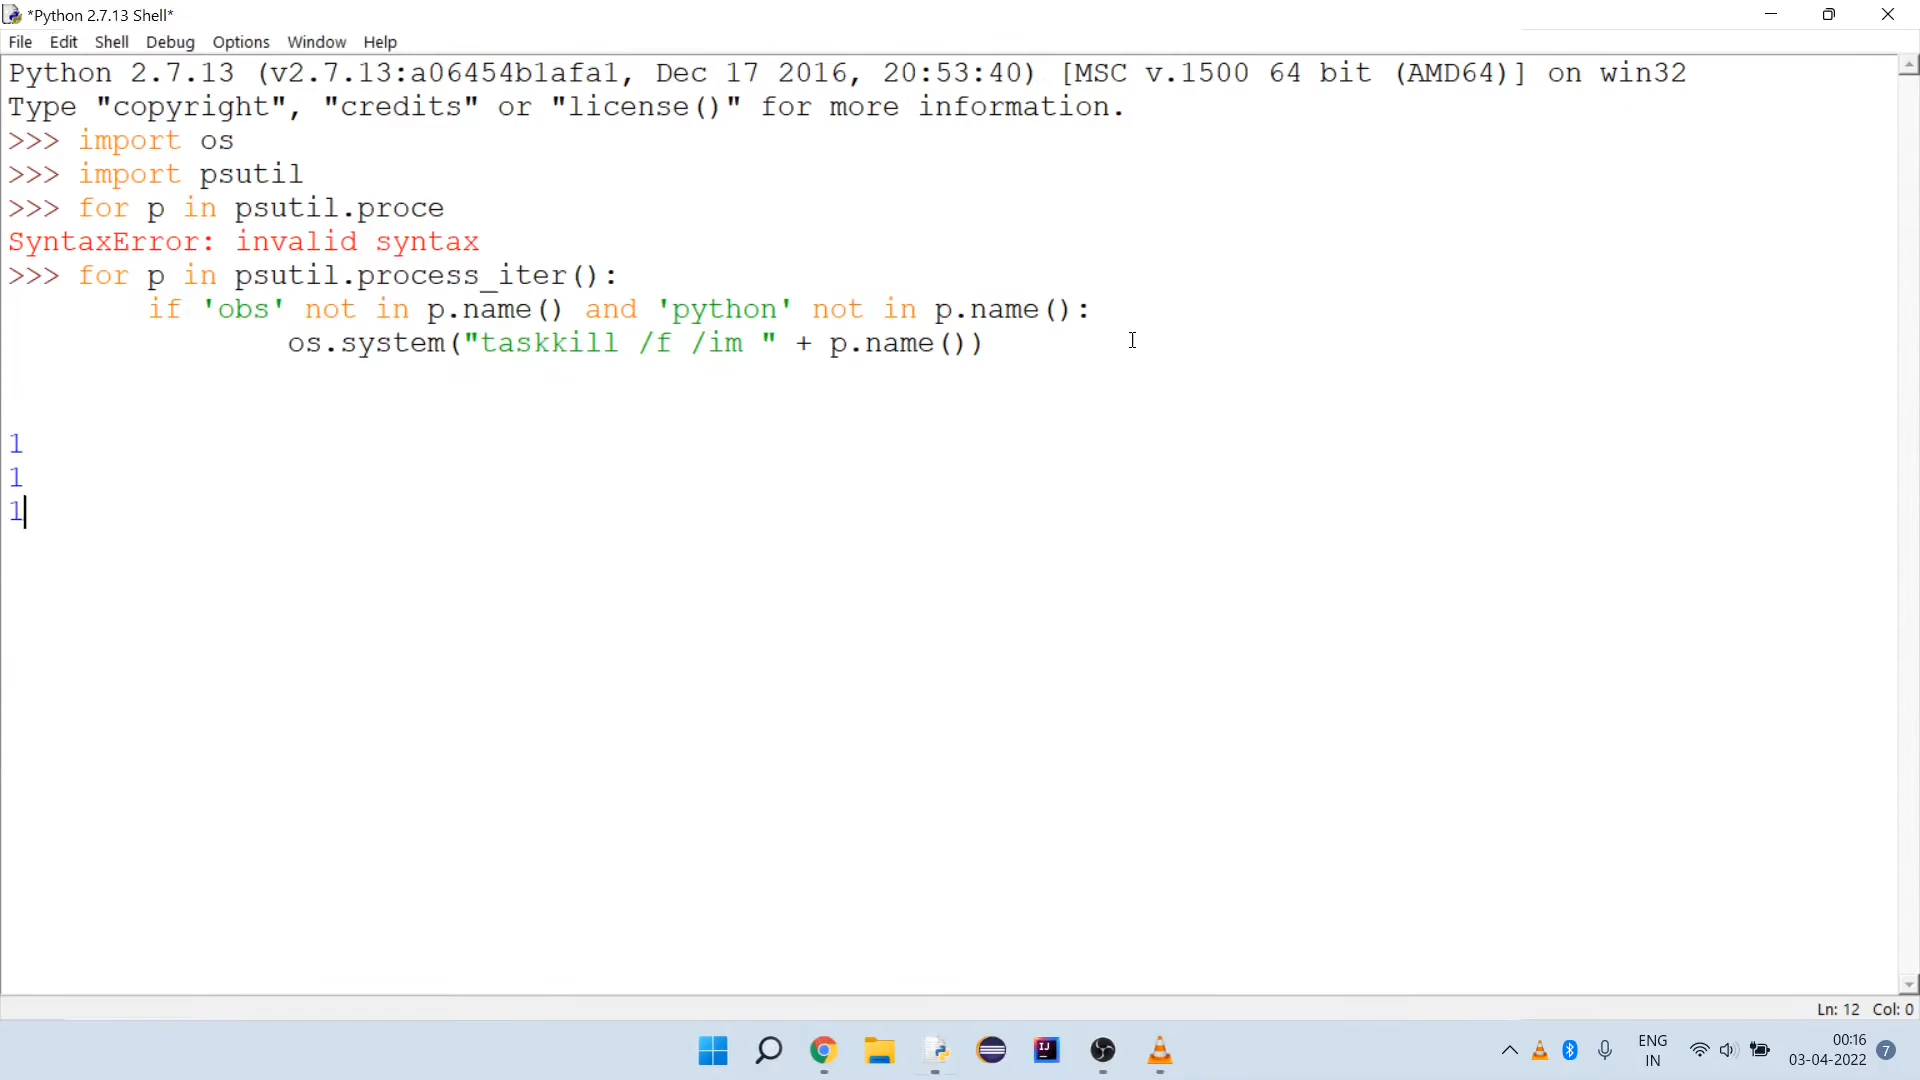 *Python 2.7.13 Shell*
File Edit Shell Debug Options Window Help
Python 2.7.13 (v2.7.13:a06454b1afa1, Dec 17 2016, 20:53:40) [MSC v.1500 64 bit (AMD64)] on win32
Type "copyright", "credits" or "license()" for more information.
>>> import os
>>> import psutil
>>> for p in psutil.proce
SyntaxError: invalid syntax
>>> for p in psutil.process_iter():
if 'obs' not in p.name() and 'python' not in p.name():
os.system("taskkill /f /im " + p.name())
1
1
1
Ln: 12 Col: 0
ENG
IN
00:16
03-04-2022
7
IJ